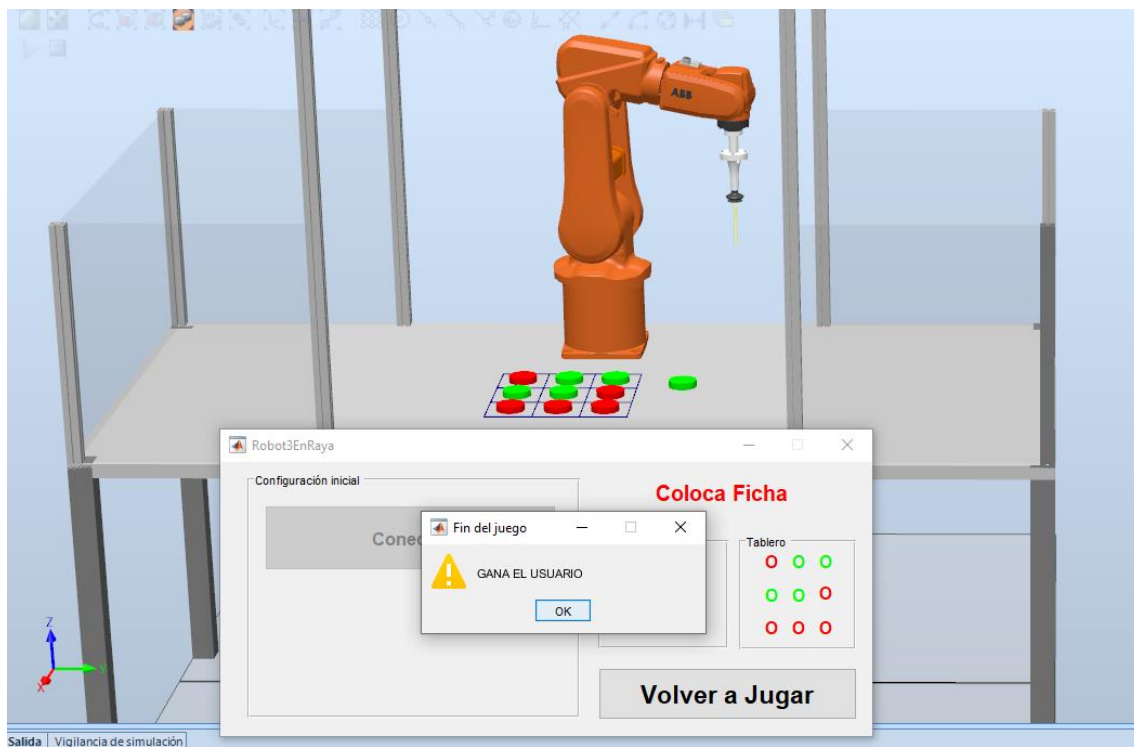 ABB
Robot3EnRaya
Configuración inicial
Coloca Ficha
Fin del juego
Tablero
GANA EL USUARIO
OK
O O O
O O O
O O O
Volver a Jugar
Z
Y
X
Salida
Vigilancia de simulación